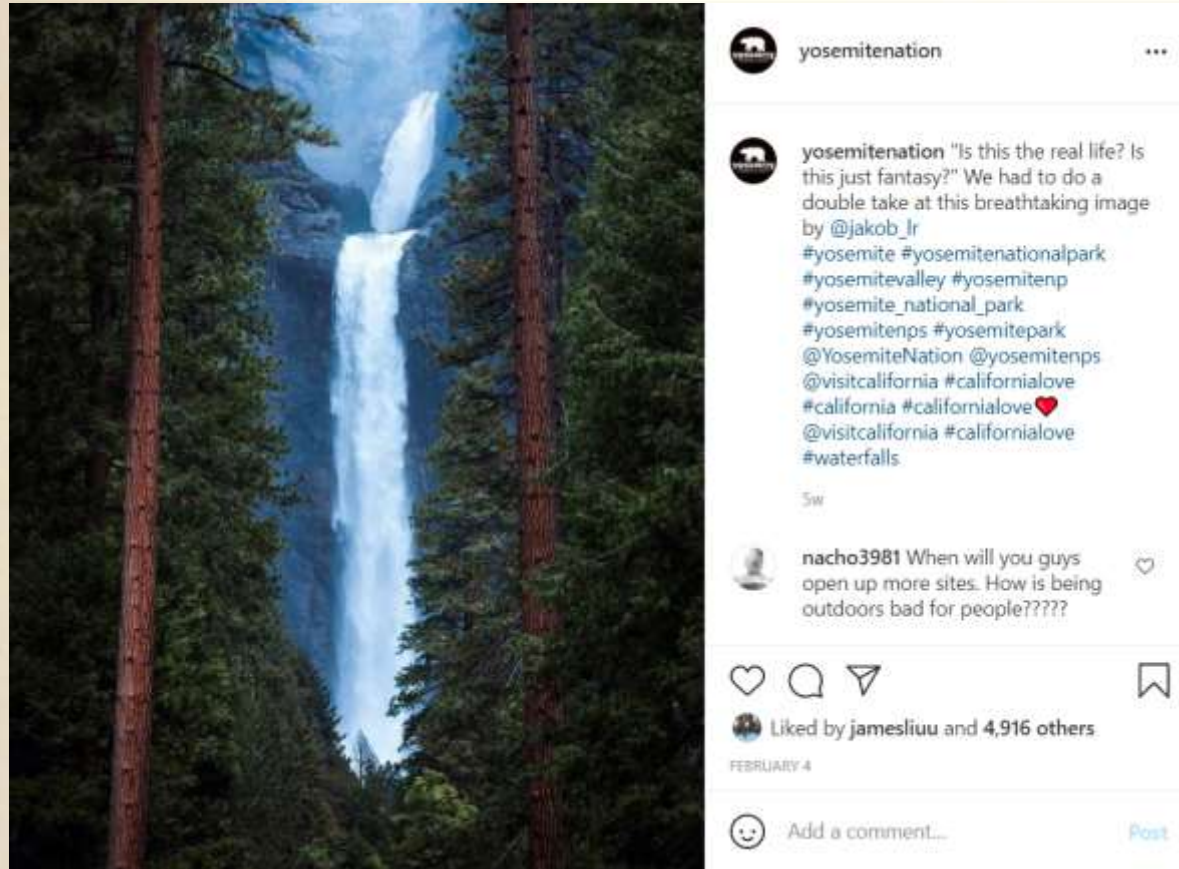 yosemitenation
yosemitenation "Is this the real life? Is
this just fantasy?" We had to do a
double take at this breathtaking image
by @jakob_lr
#yosemite #yosemitenationalpark
#yosemitevalley #yosemitenp
#yosemite_national_park
#yosemitenps #yosemitepark
@YosemiteNation @yosemitenps
@visitcalifornia #californialove
#california #californialove❤
@visitcalifornia #californialove
#waterfalls
5w
nacho3981 When will you guys
open up more sites. How is being
outdoors bad for people?????
Liked by jamesliuu and 4,916 others
FEBRUARY 4
Add a comment... Post